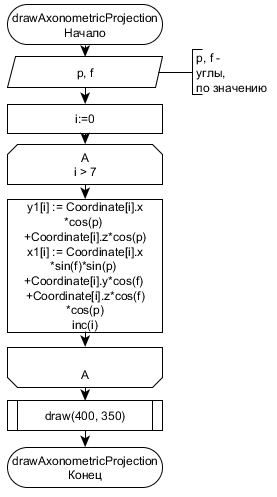 drawAxonometricProjection
Начало
p, f
p, f -
углы,
по значению
i:=0
A
i > 7
y1[i] := Coordinate[i].x
*cos(p)
+Coordinate[i].z*cos(p)
x1[i] := Coordinate[i].x
*sin(f)*sin(p)
+Coordinate[i].y*cos(f)
+Coordinate[i].z*cos(f)
*cos(p)
inc(i)
A
draw(400, 350)
drawAxonometricProjection
Конец